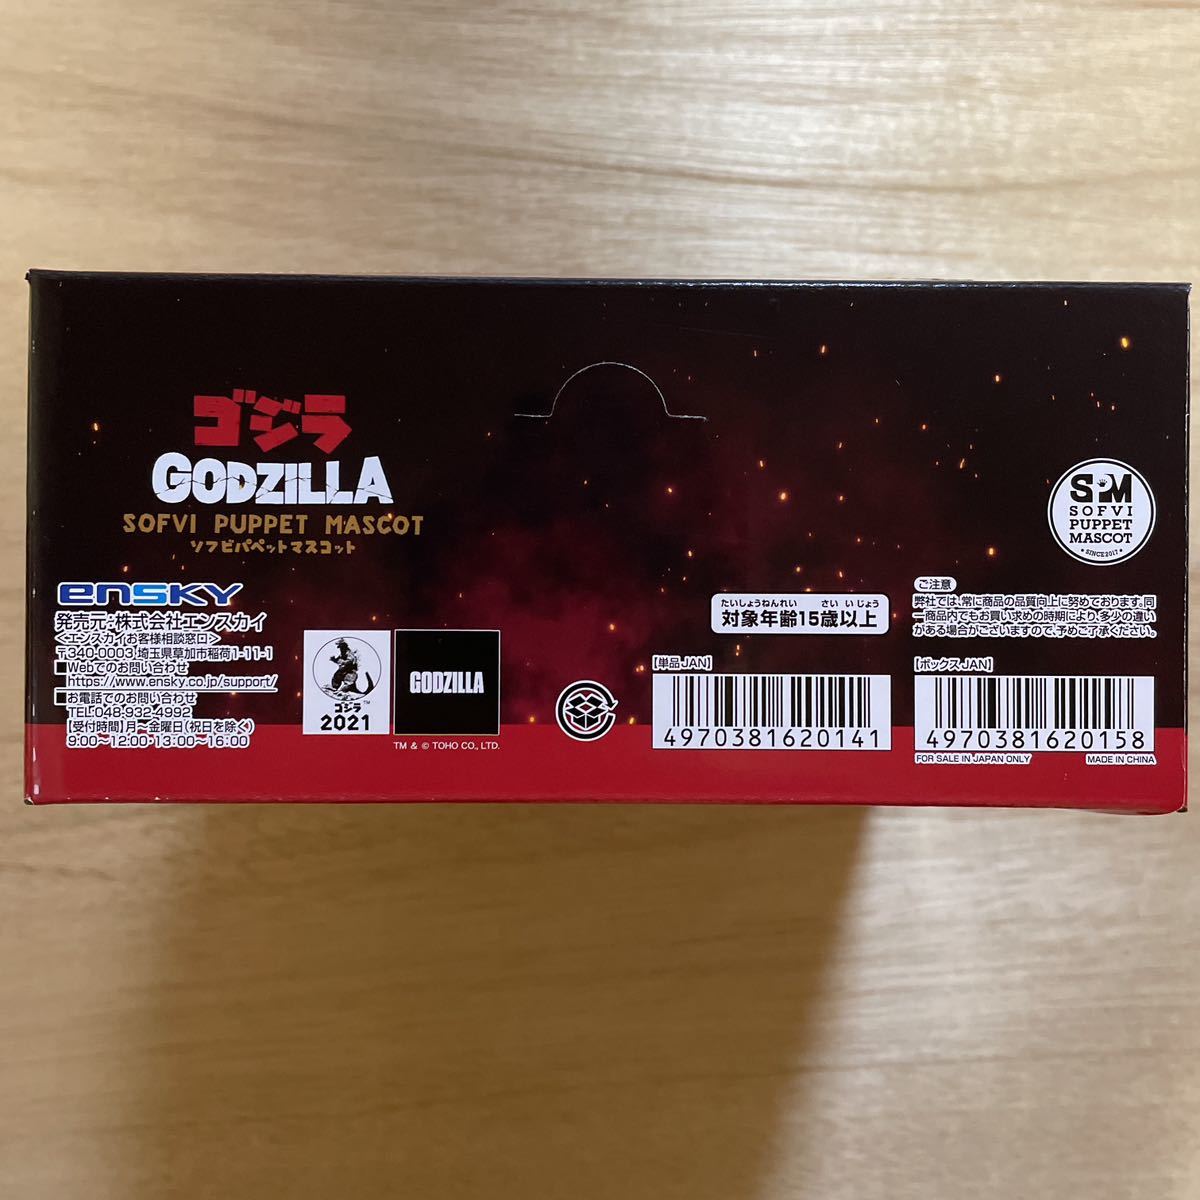 ゴジラ
GODZILLA
SOFVI PUPPET MASCOT
ソフビパペットマスコット
ensky
発売元:株式会社エンスカイ
<エンスカイお客様相談窓口>
〒340-0003,埼玉県草加市稲荷1-11-1
■Webでのお問い合わせ
https://www.ensky.co.jp/support/
■お電話でのお問い合わせ
TEL:048-932-4992
【受付時間】月~金曜日(祝日を除く)
9:00~12:00・13:00~16:00
ゴジラ™
2021
GODZILLA
TM & © TOHO CO., LTD.
たいしょうねんれい さい いじょう
対象年齢15歳以上
【単品JAN】
4970381620141
SPM
SOFVI
PUPPET
MASCOT
・SINCE2017・
ご注意
弊社では、常に商品の品質向上に努めております。同
一商品内でもお買い求めの時期により、多少の違い
がある場合がございますので、予めご了承ください。
【ボックスJAN】
4970381620158
FOR SALE IN JAPAN ONLY MADE IN CHINA